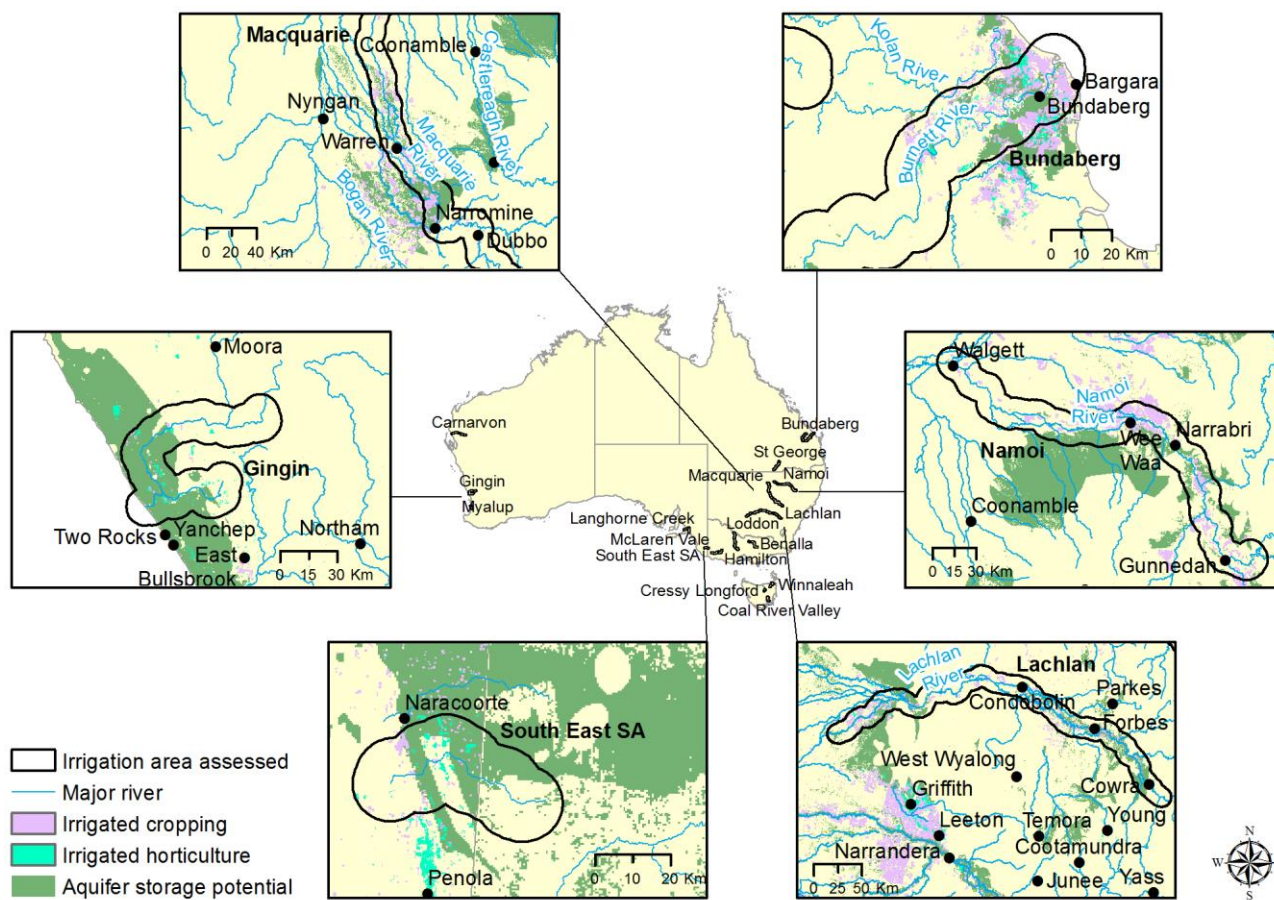 Macquarie
Coonamble
Castlereagh River
Nyngan
Warren
Macquarie
River
Bogan River
Narromine
Dubbo
0 20 40 Km
Kolan River
Bargara
Bundaberg
Burnett River
Bundaberg
0 10 20 Km
Moora
Gingin
Two Rocks
Yanchep
Northam
East
Bullsbrook
0 15 30 Km
Carnarvon
Gingin
Myalup
Bundaberg
St George
Macquarie
Namoi
Lachlan
Langhorne Creek
Loddon
McLaren Vale
Benalla
South East SA
Hamilton
Winnaleah
Cressy Longford
Coal River Valley
Walgett
Namoi
River
Narrabri
Wee
Waa
Namoi
Coonamble
Gunnedah
0 15 30 Km
Naracoorte
South East SA
Penola
0 10 20 Km
Lachlan
River
Lachlan
Condobolin
Parkes
Forbes
West Wyalong
Griffith
Cowra
Leeton
Temora
Young
Narrandera
Cootamundra
Junee
Yass
0 25 50 Km
Irrigation area assessed
Major river
Irrigated cropping
Irrigated horticulture
Aquifer storage potential
N
W
E
S